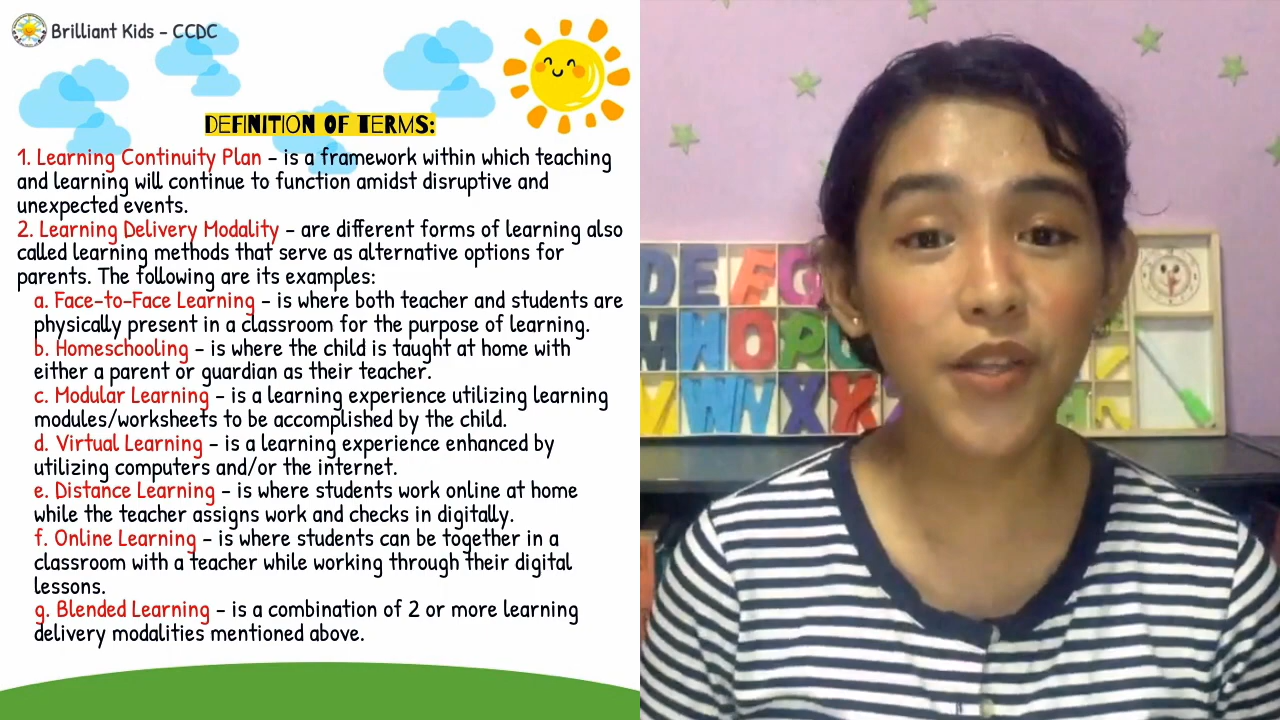 Brilliant Kids - CCDC
DEFINITION OF TERMS:
1. Learning Continuity Plan - is a framework within which teaching
and learning will continue to function amidst disruptive and
unexpected events.
2. Learning Delivery Modality - are different forms of learning also
called learning methods that serve as alternative options for
parents. The following are its examples:
a. Face-to-Face Learning - is where both teacher and students are
physically present in a classroom for the purpose of learning.
b. Homeschooling - is where the child is taught at home with
either a parent or guardian as their teacher.
c. Modular Learning - is a learning experience utilizing learning
modules/worksheets to be accomplished by the child.
d. Virtual Learning - is a learning experience enhanced by
utilizing computers and/or the internet.
e. Distance Learning - is where students work online at home
while the teacher assigns work and checks in digitally.
f. Online Learning - is where students can be together in a
classroom with a teacher while working through their digital
lessons.
g. Blended Learning - is a combination of 2 or more learning
delivery modalities mentioned above.
D E F G
M N O P Q
V W X Y